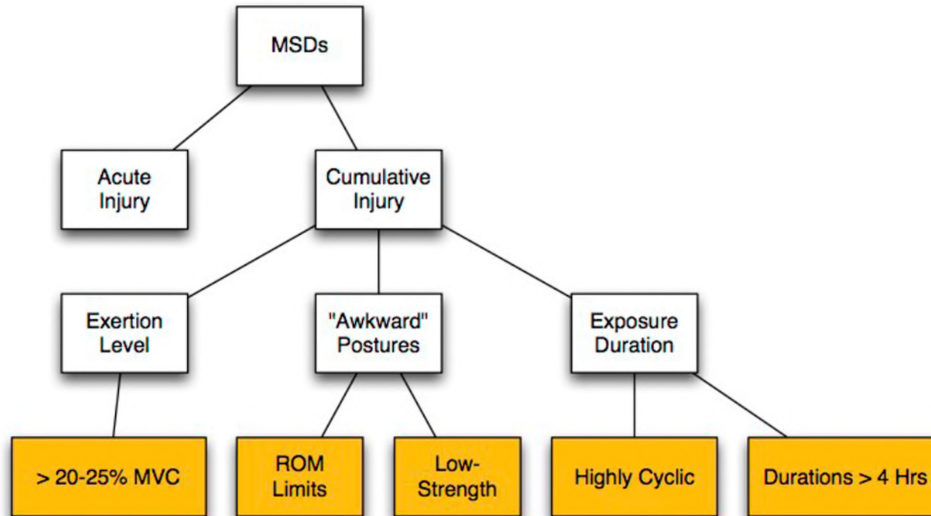 MSDs
Acute
Injury
Cumulative
Injury
Exertion
Level
"Awkward"
Postures
Exposure
Duration
> 20-25% MVC
ROM
Limits
Low-
Strength
Highly Cyclic
Durations > 4 Hrs